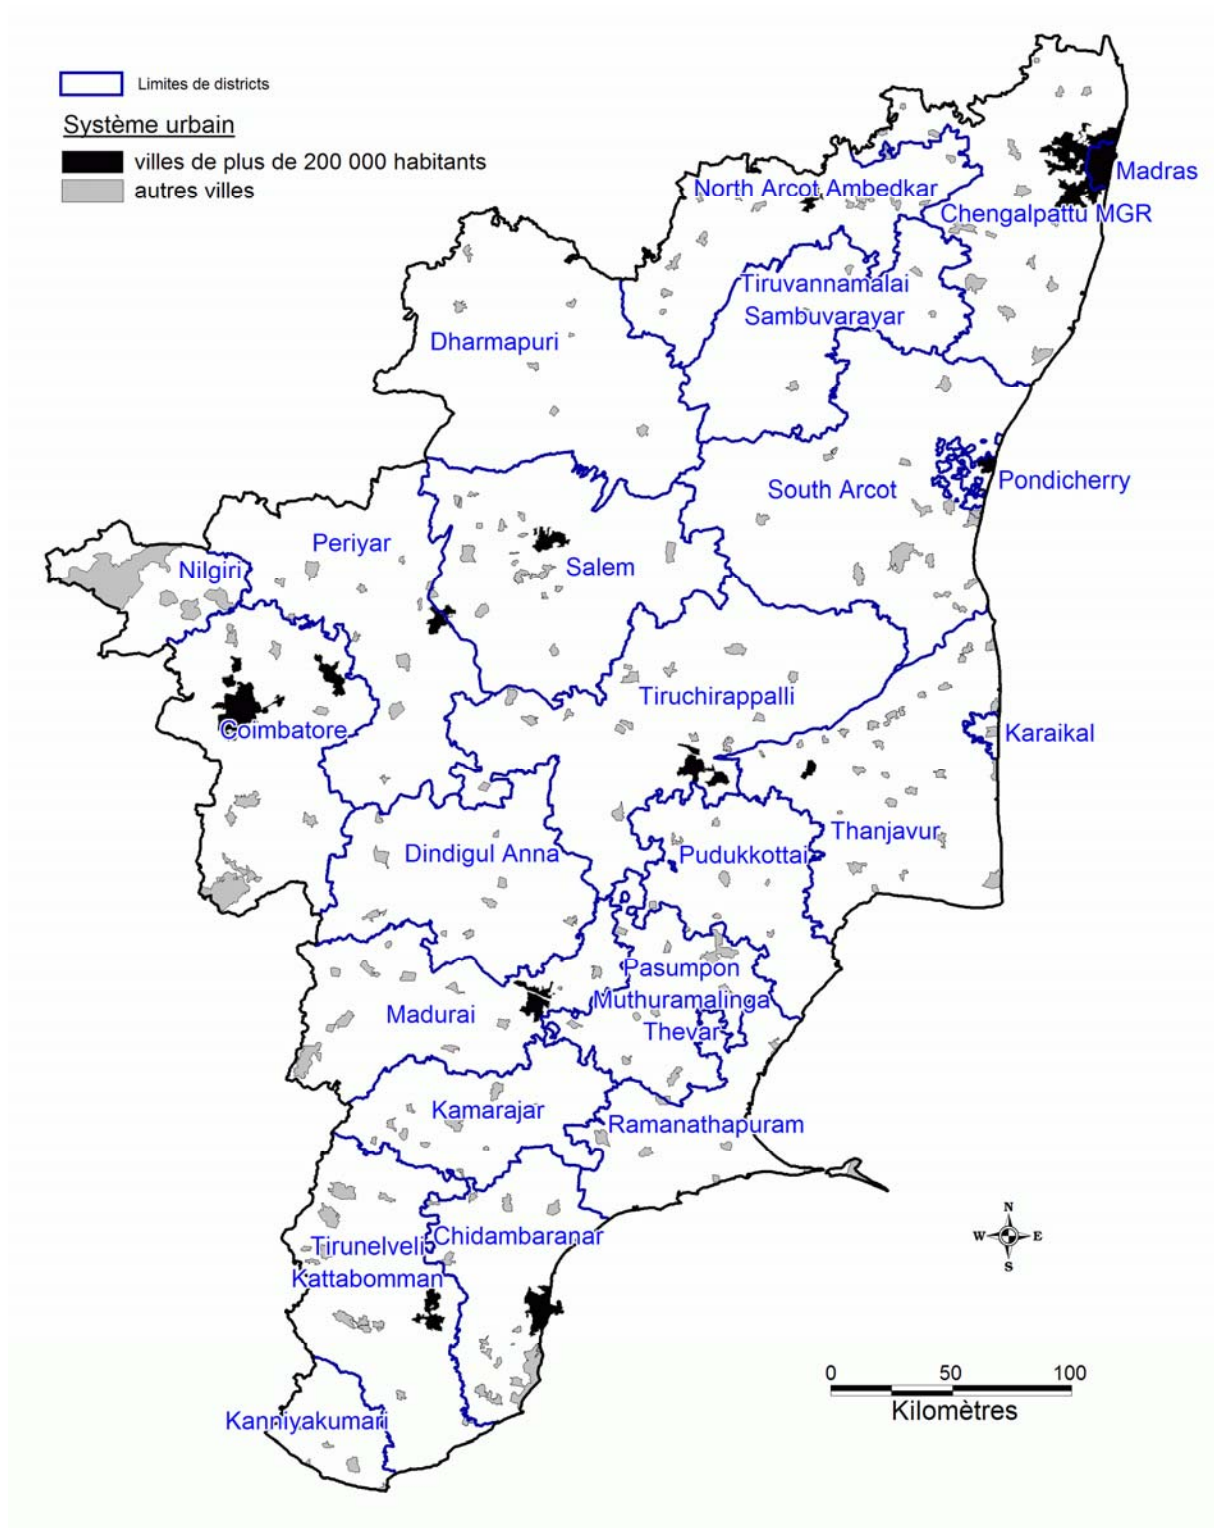 Limites de districts
Système urbain
villes de plus de 200 000 habitants
autres villes
Madras
North Arcot Ambedkar
Chengalpattu MGR
Tiruvannamalai
Sambuvarayar
Dharmapuri
Pondicherry
South Arcot
Periyar
Nilgiri
Salem
Tiruchirappalli
Coimbatore
Karaikal
Thanjavur
Dindigul Anna
Pudukkottai
Pasumpon
Muthuramalinga
Thevar
Madurai
Kamarajar
Ramanathapuram
Chidambaranar
Tirunelveli
Kattabomman
Kanniyakumari
N
W E
S
0 50 100
Kilomètres